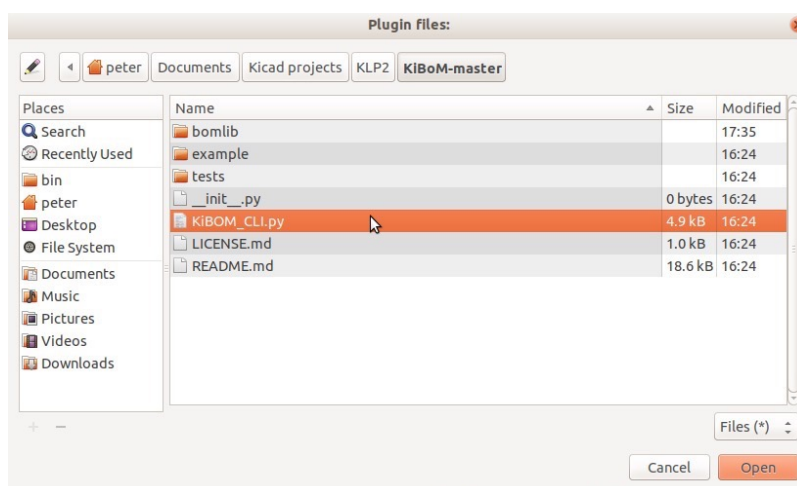 Plugin files:
peter Documents Kicad projects KLP2 KiBoM-master
Places
Search
Recently Used
bin
peter
Desktop
File System
Documents
Music
Pictures
Videos
Downloads
Name Size Modified
bomlib 17:35
example 16:24
tests 16:24
__init__.py 0 bytes 16:24
KiBOM_CLI.py 4.9 kB 16:24
LICENSE.md 1.0 kB 16:24
README.md 18.6 kB 16:24
Files (*)
Cancel Open